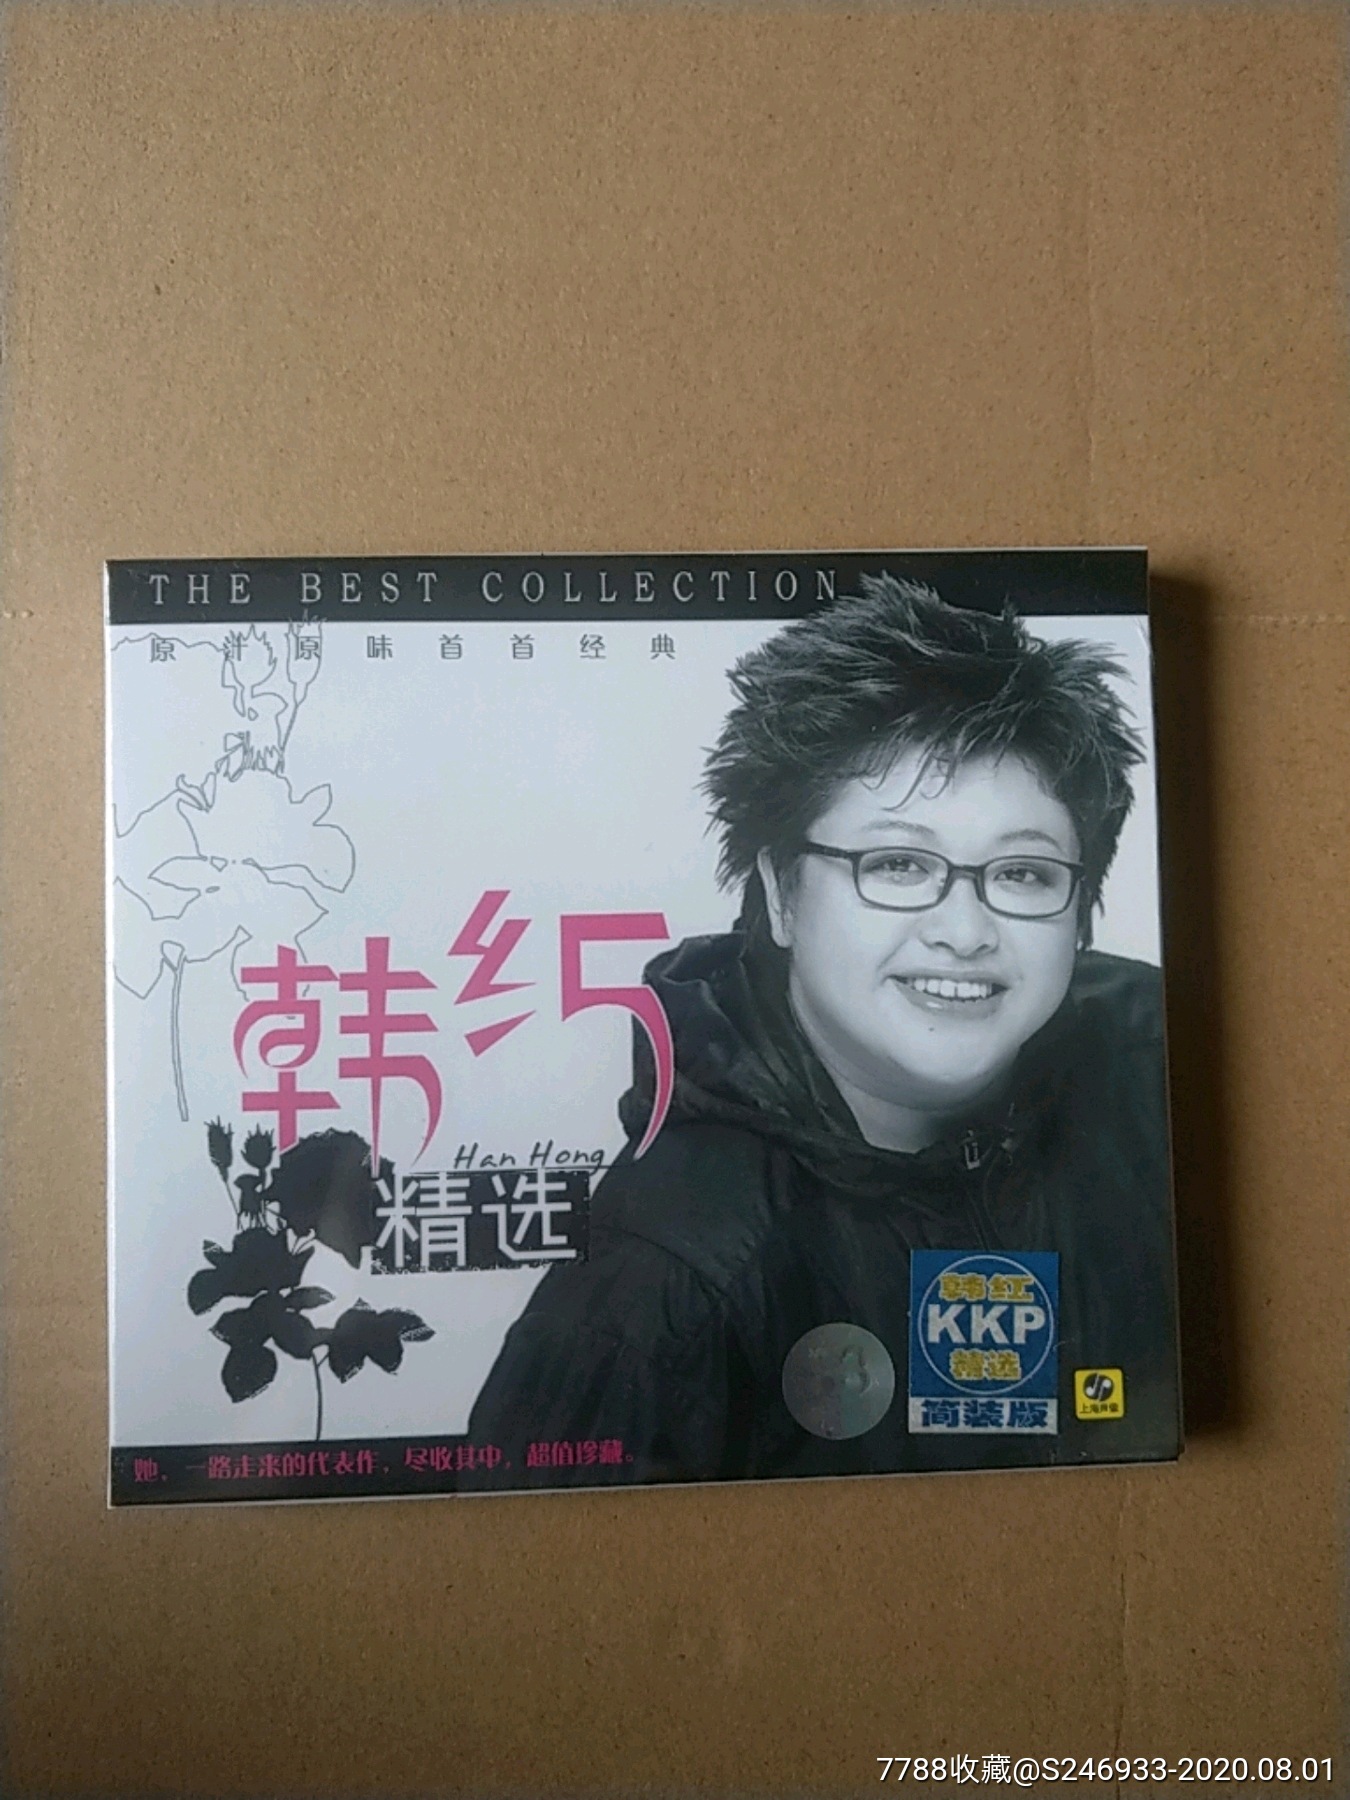 THE BEST COLLECTION
原汁原味首首经典
韩红
Han Hong
精选
韩红
KKP
精选
简装版
上海声像
她，一路走来的代表作，尽收其中，超值珍藏。
7788收藏@S246933-2020.08.01